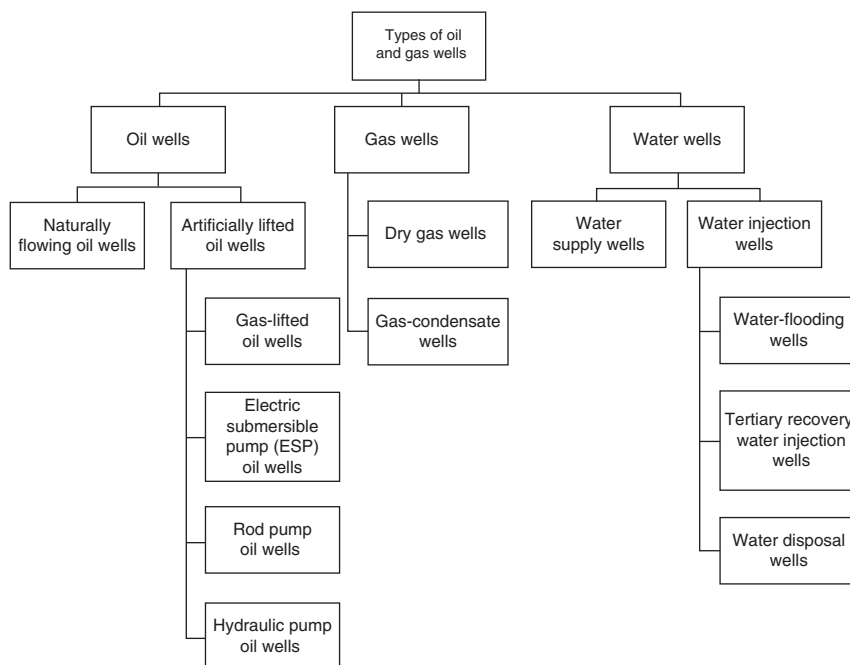 Types of oil
and gas wells
Oil wells
Gas wells
Water wells
Naturally
flowing oil wells
Artificially lifted
oil wells
Gas-lifted
oil wells
Electric
submersible
pump (ESP)
oil wells
Rod pump
oil wells
Hydraulic pump
oil wells
Dry gas wells
Gas-condensate
wells
Water
supply wells
Water injection
wells
Water-flooding
wells
Tertiary recovery
water injection
wells
Water disposal
wells